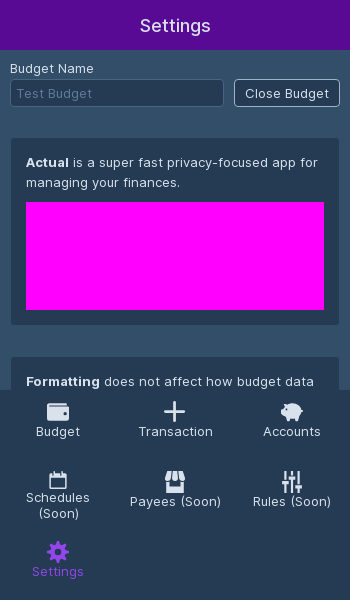 Settings
Budget Name
Test Budget
Close Budget
Actual is a super fast privacy-focused app for
managing your finances.
Formatting does not affect how budget data
Budget
Transaction
Accounts
Schedules
(Soon)
Payees (Soon)
Rules (Soon)
Settings